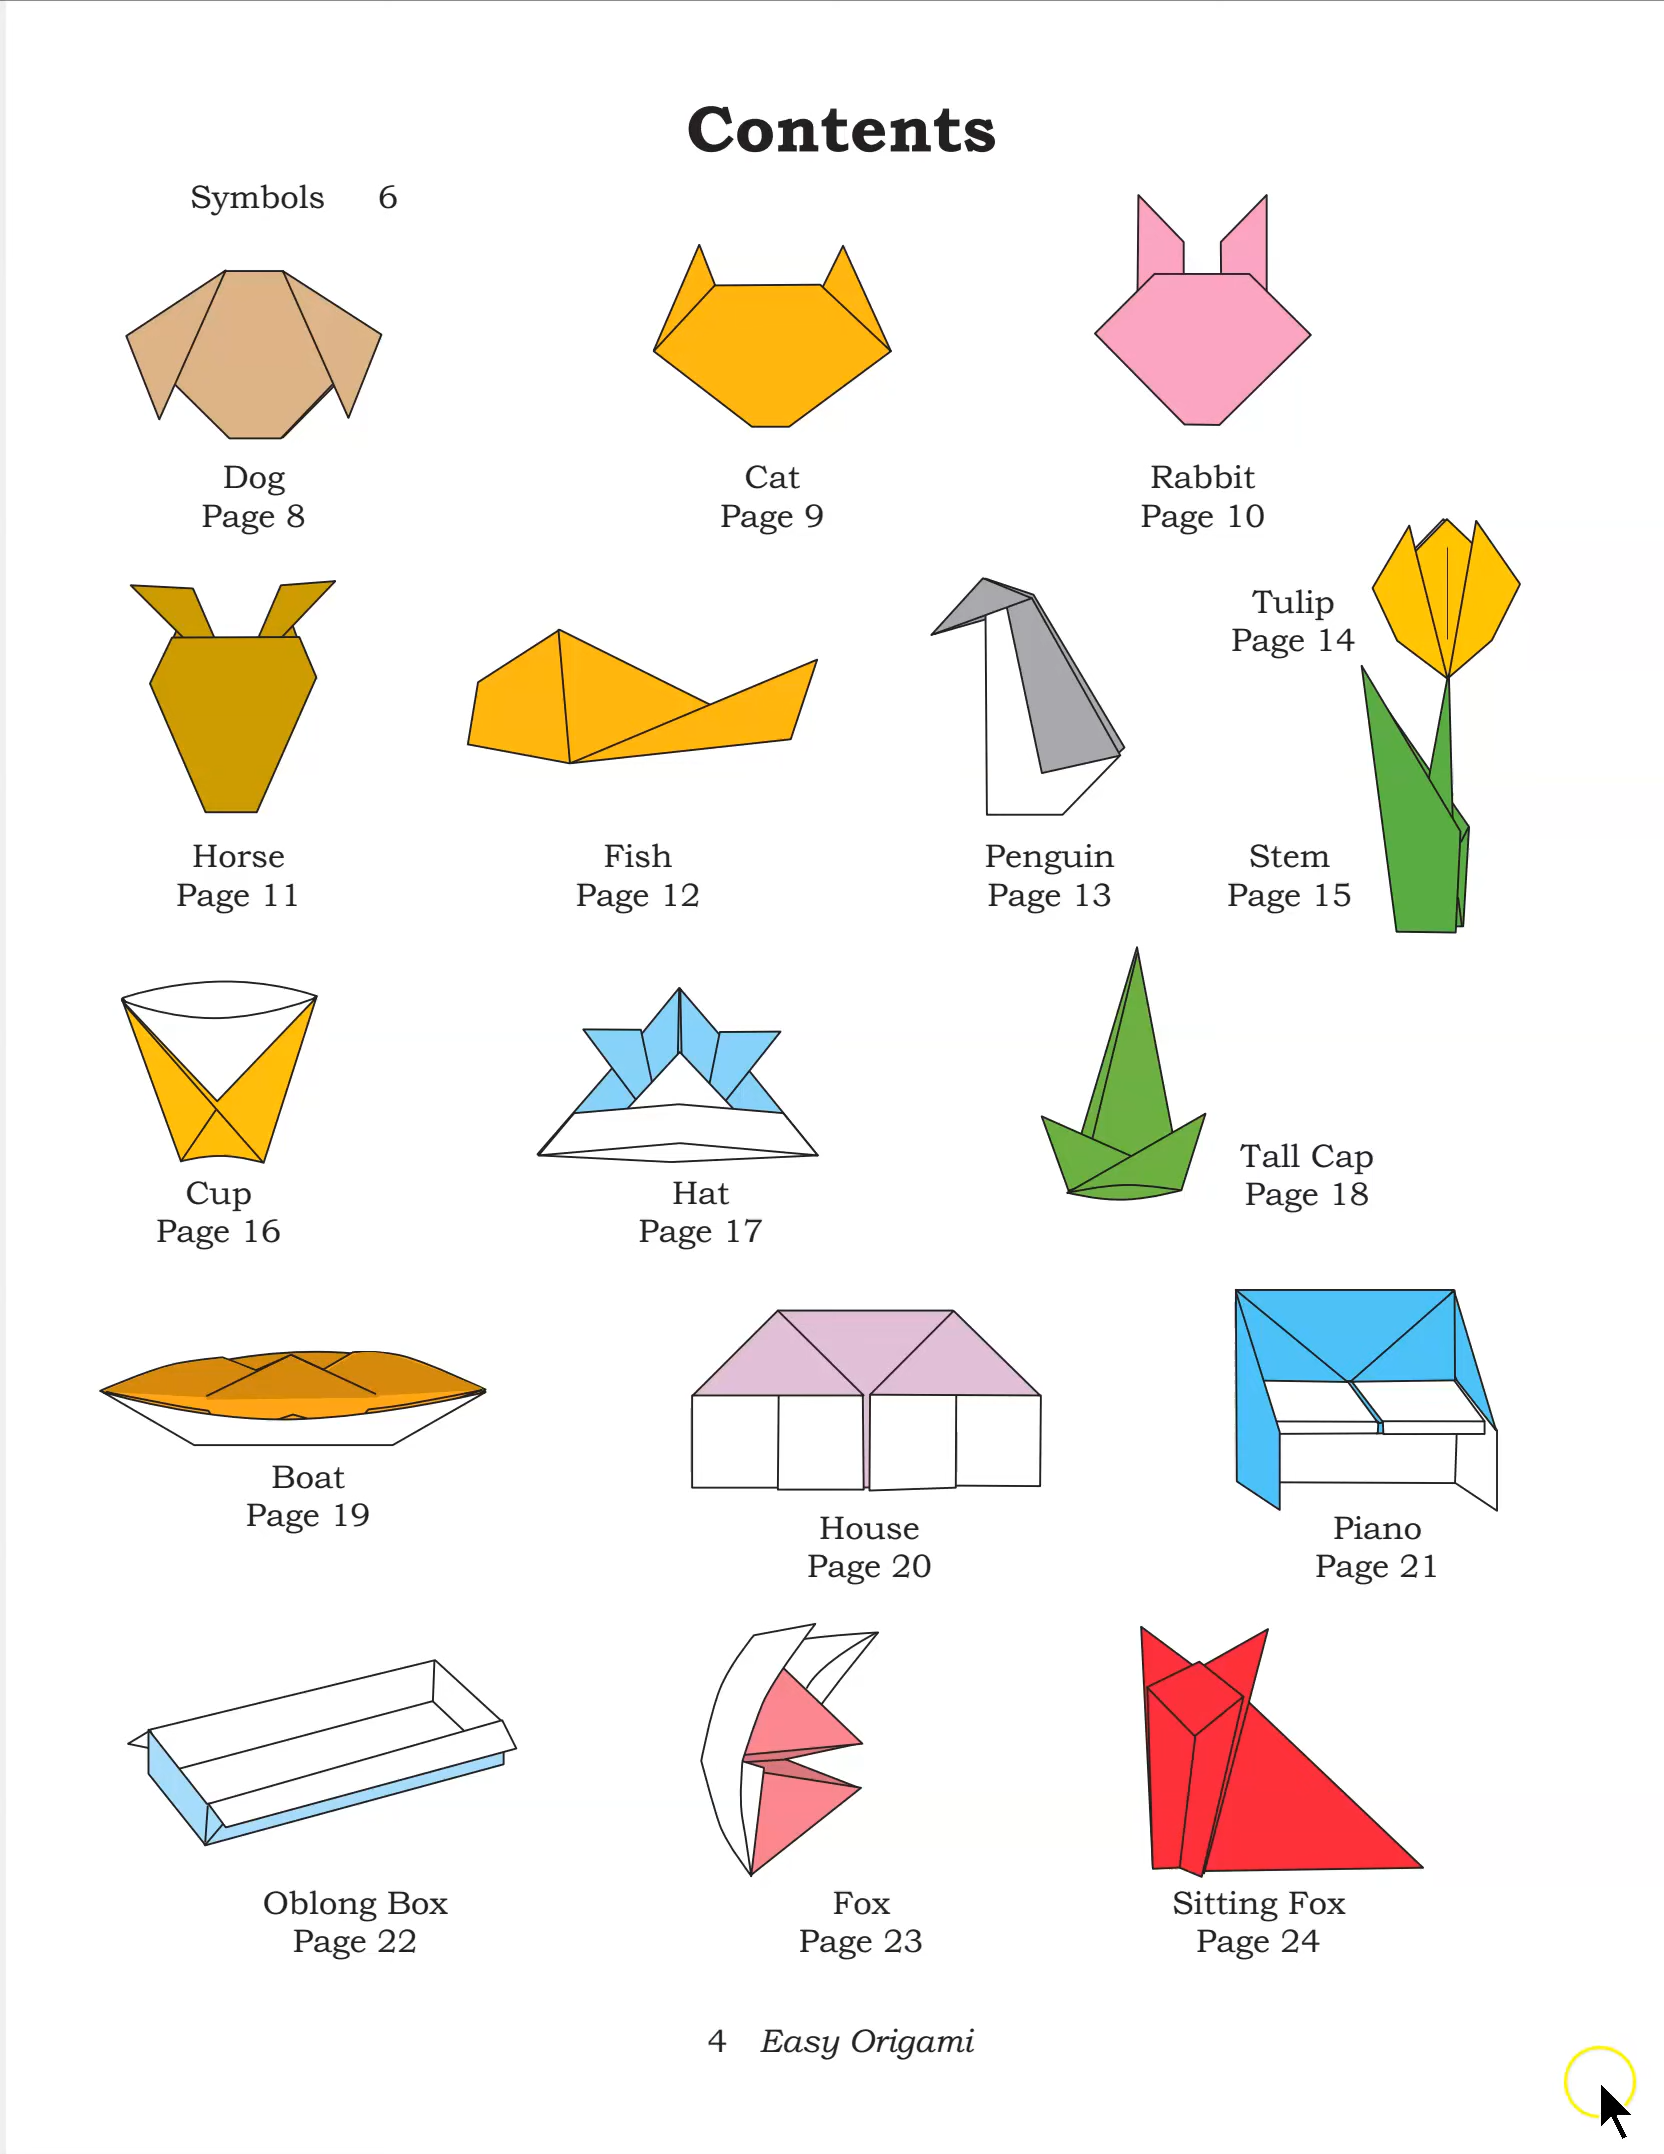 Contents
Symbols 6
Dog
Page 8
Cat
Page 9
Rabbit
Page 10
Horse
Page 11
Fish
Page 12
Penguin
Page 13
Tulip
Page 14
Stem
Page 15
Cup
Page 16
Hat
Page 17
Tall Cap
Page 18
Boat
Page 19
House
Page 20
Piano
Page 21
Oblong Box
Page 22
Fox
Page 23
Sitting Fox
Page 24
4 Easy Origami